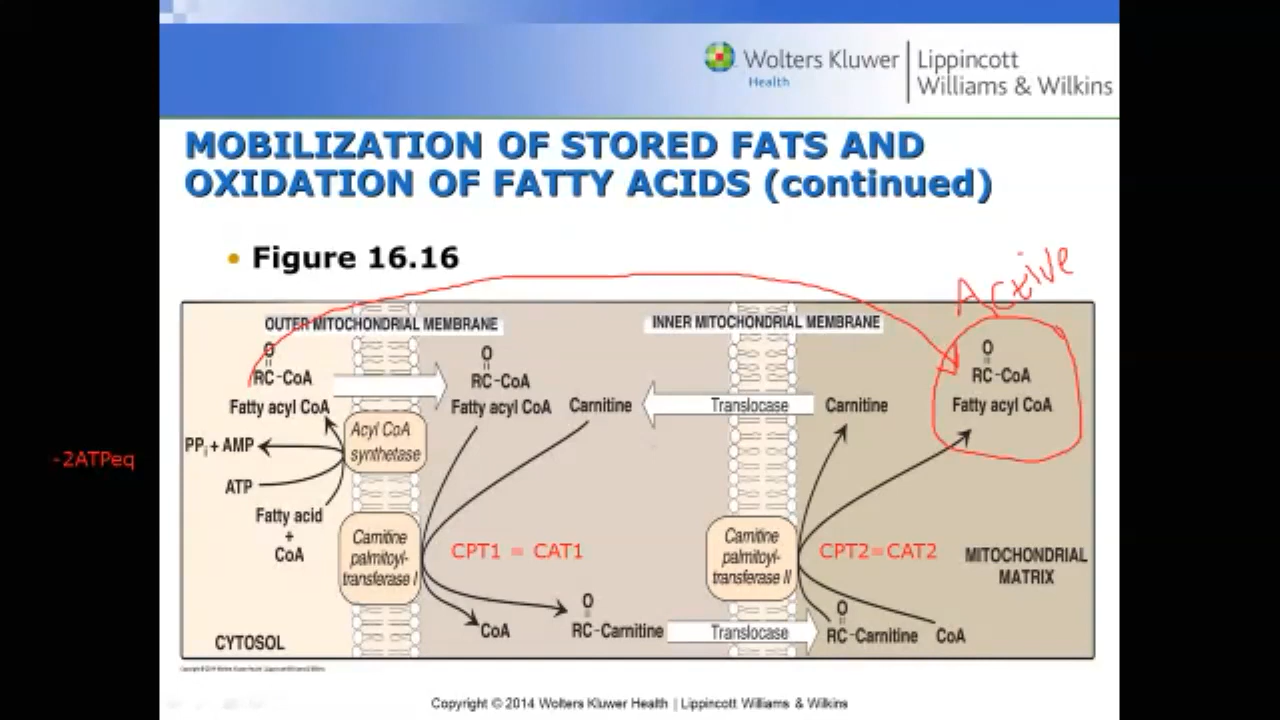 Wolters Kluwer
Health
Lippincott
Williams & Wilkins
MOBILIZATION OF STORED FATS AND
OXIDATION OF FATTY ACIDS (continued)
• Figure 16.16
Active
OUTER MITOCHONDRIAL MEMBRANE
INNER MITOCHONDRIAL MEMBRANE
O
RC-CoA
Fatty acyl CoA
O
RC-CoA
Fatty acyl CoA
Carnitine
Translocase
Carnitine
O
RC-CoA
Fatty acyl CoA
Acyl CoA
synthetase
PPi + AMP
-2ATPeq
ATP
Fatty acid
+
CoA
Carnitine
palmitoyl-
transferase I
CPT1 = CAT1
Carnitine
palmitoyl-
transferase II
CPT2=CAT2
MITOCHONDRIAL
MATRIX
CYTOSOL
CoA
O
RC-Carnitine
Translocase
O
RC-Carnitine
CoA
Copyright © 2014 Wolters Kluwer Health | Lippincott Williams & Wilkins